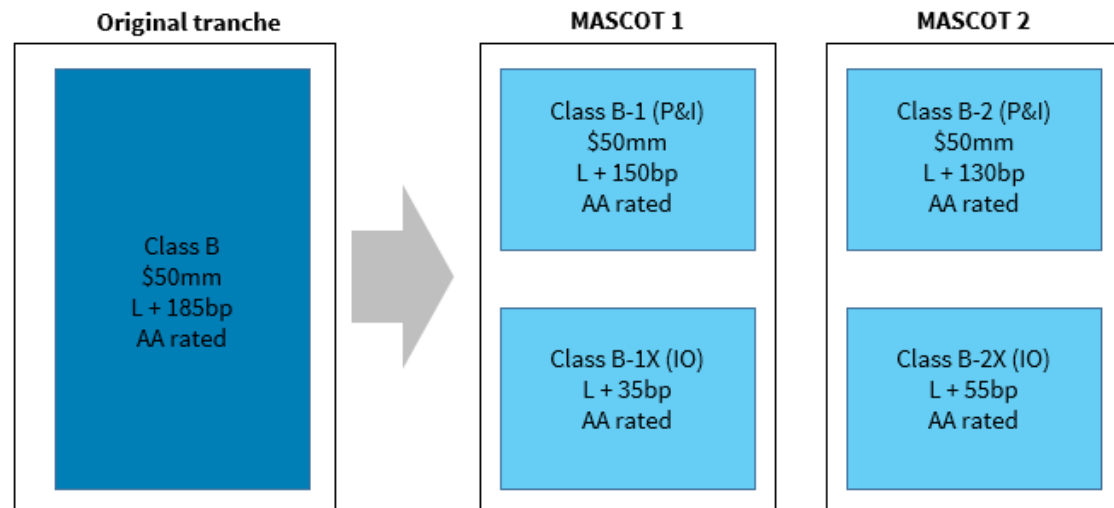 Original tranche
Class B
$50mm
L + 185bp
AA rated
MASCOT 1
Class B-1 (P&I)
$50mm
L + 150bp
AA rated
Class B-1X (IO)
L + 35bp
AA rated
MASCOT 2
Class B-2 (P&I)
$50mm
L + 130bp
AA rated
Class B-2X (IO)
L + 55bp
AA rated